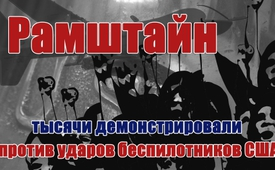 Рамштайн
тысячи демонстрировали
против ударов беспилотников США